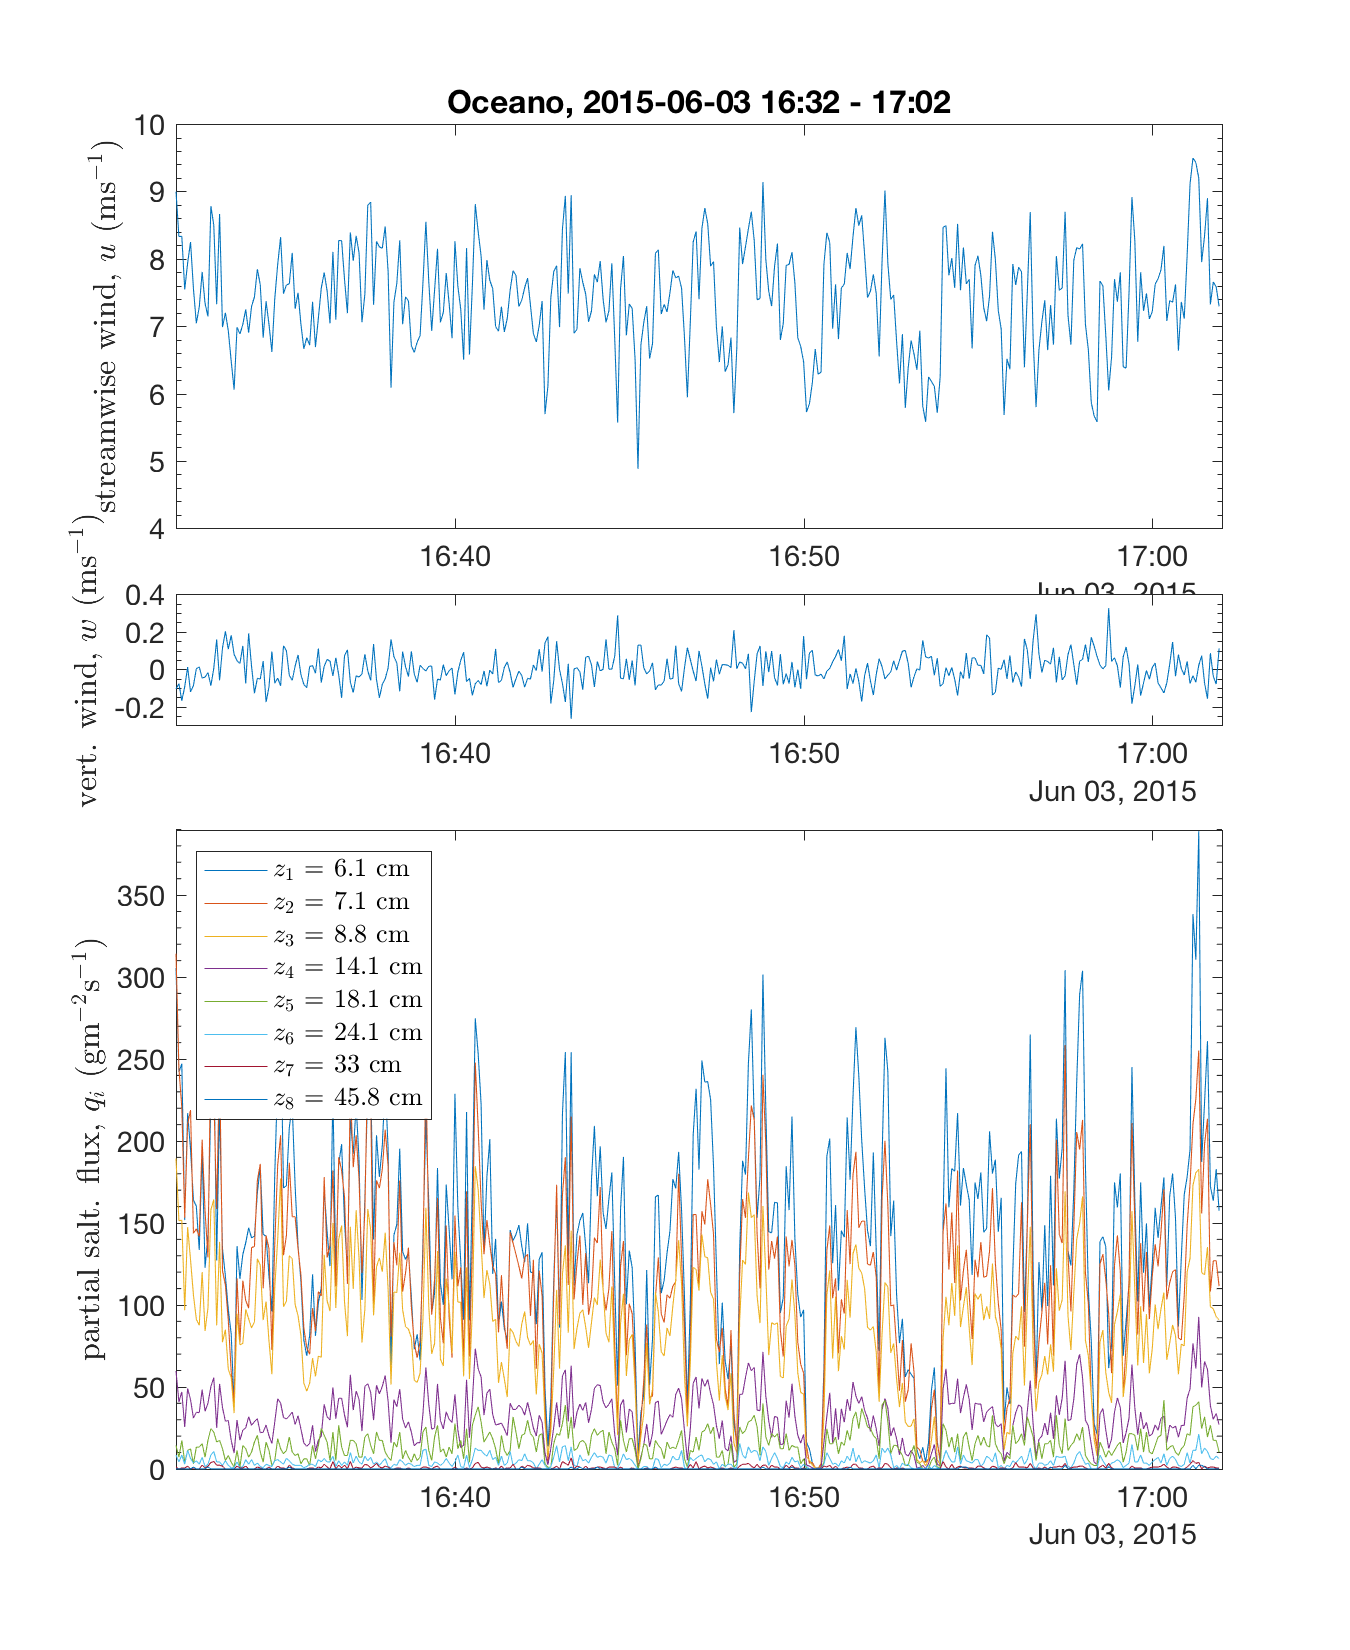 Oceano, 2015-06-03 16:32 - 17:02
streamwise wind, u (ms⁻¹)
10
9
8
7
6
5
4
16:40 16:50 17:00
Jun 03, 2015
vert. wind, w (ms⁻¹)
0.4
0.2
0
-0.2
16:40 16:50 17:00
Jun 03, 2015
partial salt. flux, qᵢ (gm⁻²s⁻¹)
350
300
250
200
150
100
50
0
z₁ = 6.1 cm
z₂ = 7.1 cm
z₃ = 8.8 cm
z₄ = 14.1 cm
z₅ = 18.1 cm
z₆ = 24.1 cm
z₇ = 33 cm
z₈ = 45.8 cm
16:40 16:50 17:00
Jun 03, 2015